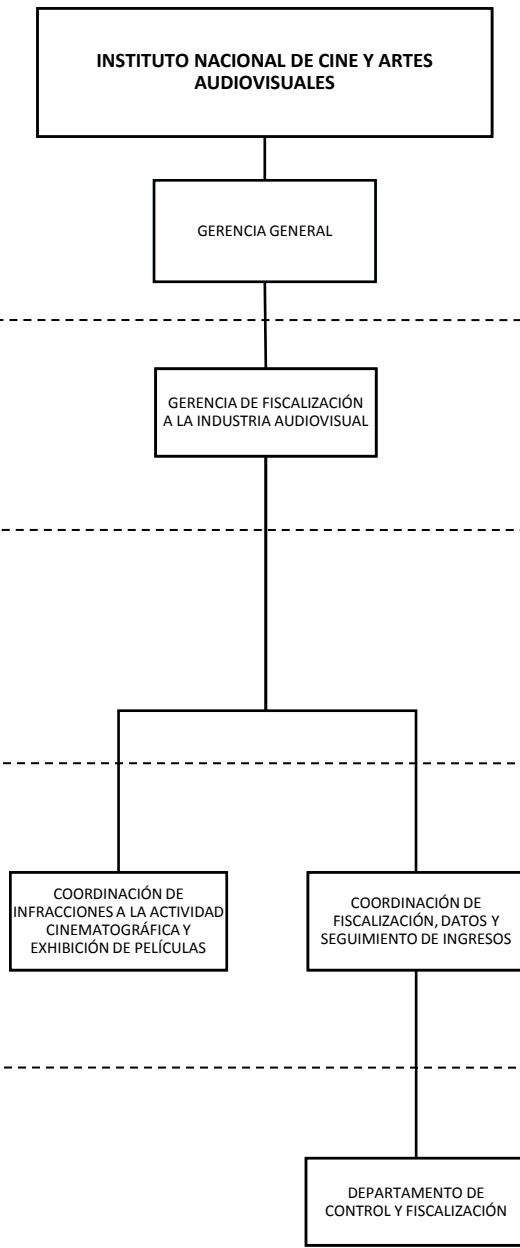 INSTITUTO NACIONAL DE CINE Y ARTES
AUDIOVISUALES
GERENCIA GENERAL
GERENCIA DE FISCALIZACIÓN
A LA INDUSTRIA AUDIOVISUAL
COORDINACIÓN DE
INFRACCIONES A LA ACTIVIDAD
CINEMATOGRÁFICA Y
EXHIBICIÓN DE PELÍCULAS
COORDINACIÓN DE
FISCALIZACIÓN, DATOS Y
SEGUIMIENTO DE INGRESOS
DEPARTAMENTO DE
CONTROL Y FISCALIZACIÓN